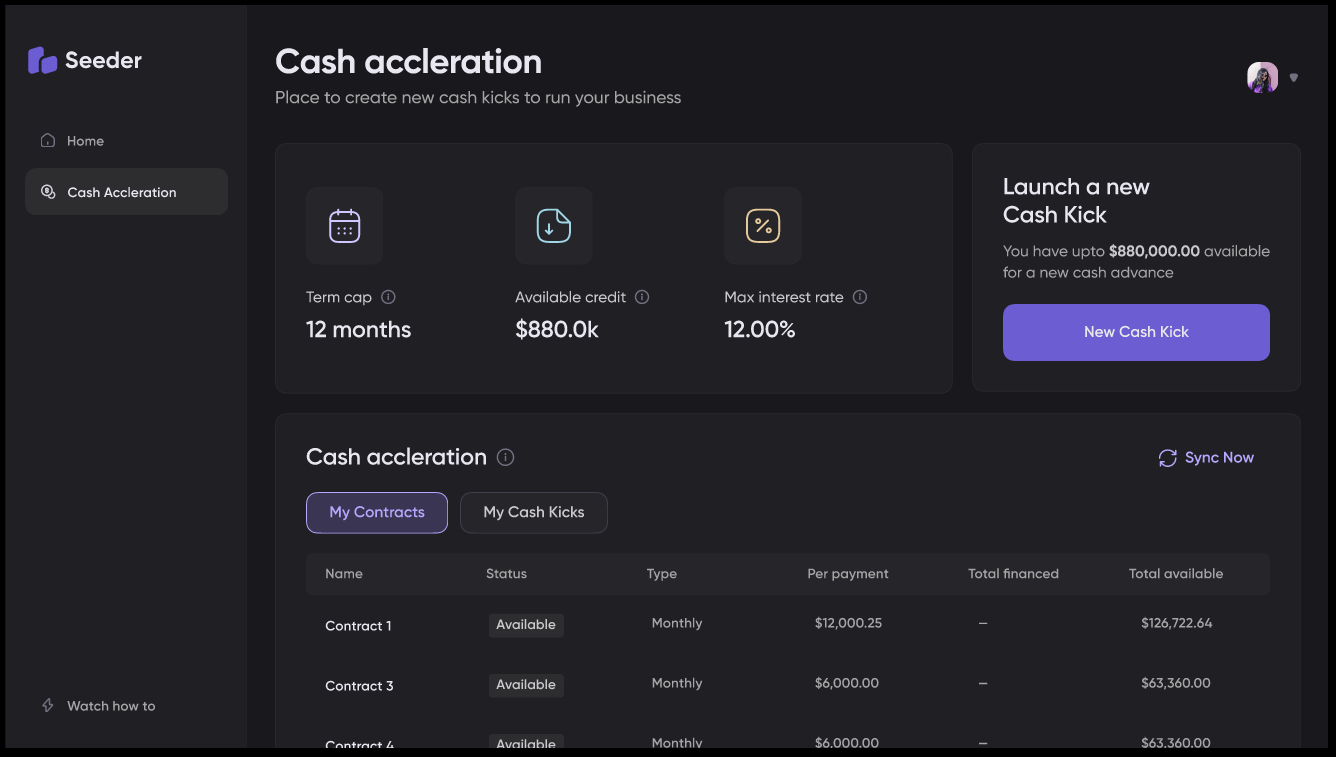 Seeder
Home
Cash Accleration
Watch how to
Cash accleration
Place to create new cash kicks to run your business
Term cap
12 months
Available credit
$880.0k
Max interest rate
12.00%
Launch a new
Cash Kick
You have upto $880,000.00 available
for a new cash advance
New Cash Kick
Cash accleration
Sync Now
My Contracts My Cash Kicks
Name Status Type Per payment Total financed Total available
Contract 1 Available Monthly $12,000.25 – $126,722.64
Contract 3 Available Monthly $6,000.00 – $63,360.00
Contract 4 Available Monthly $6,000.00 – $63,360.00